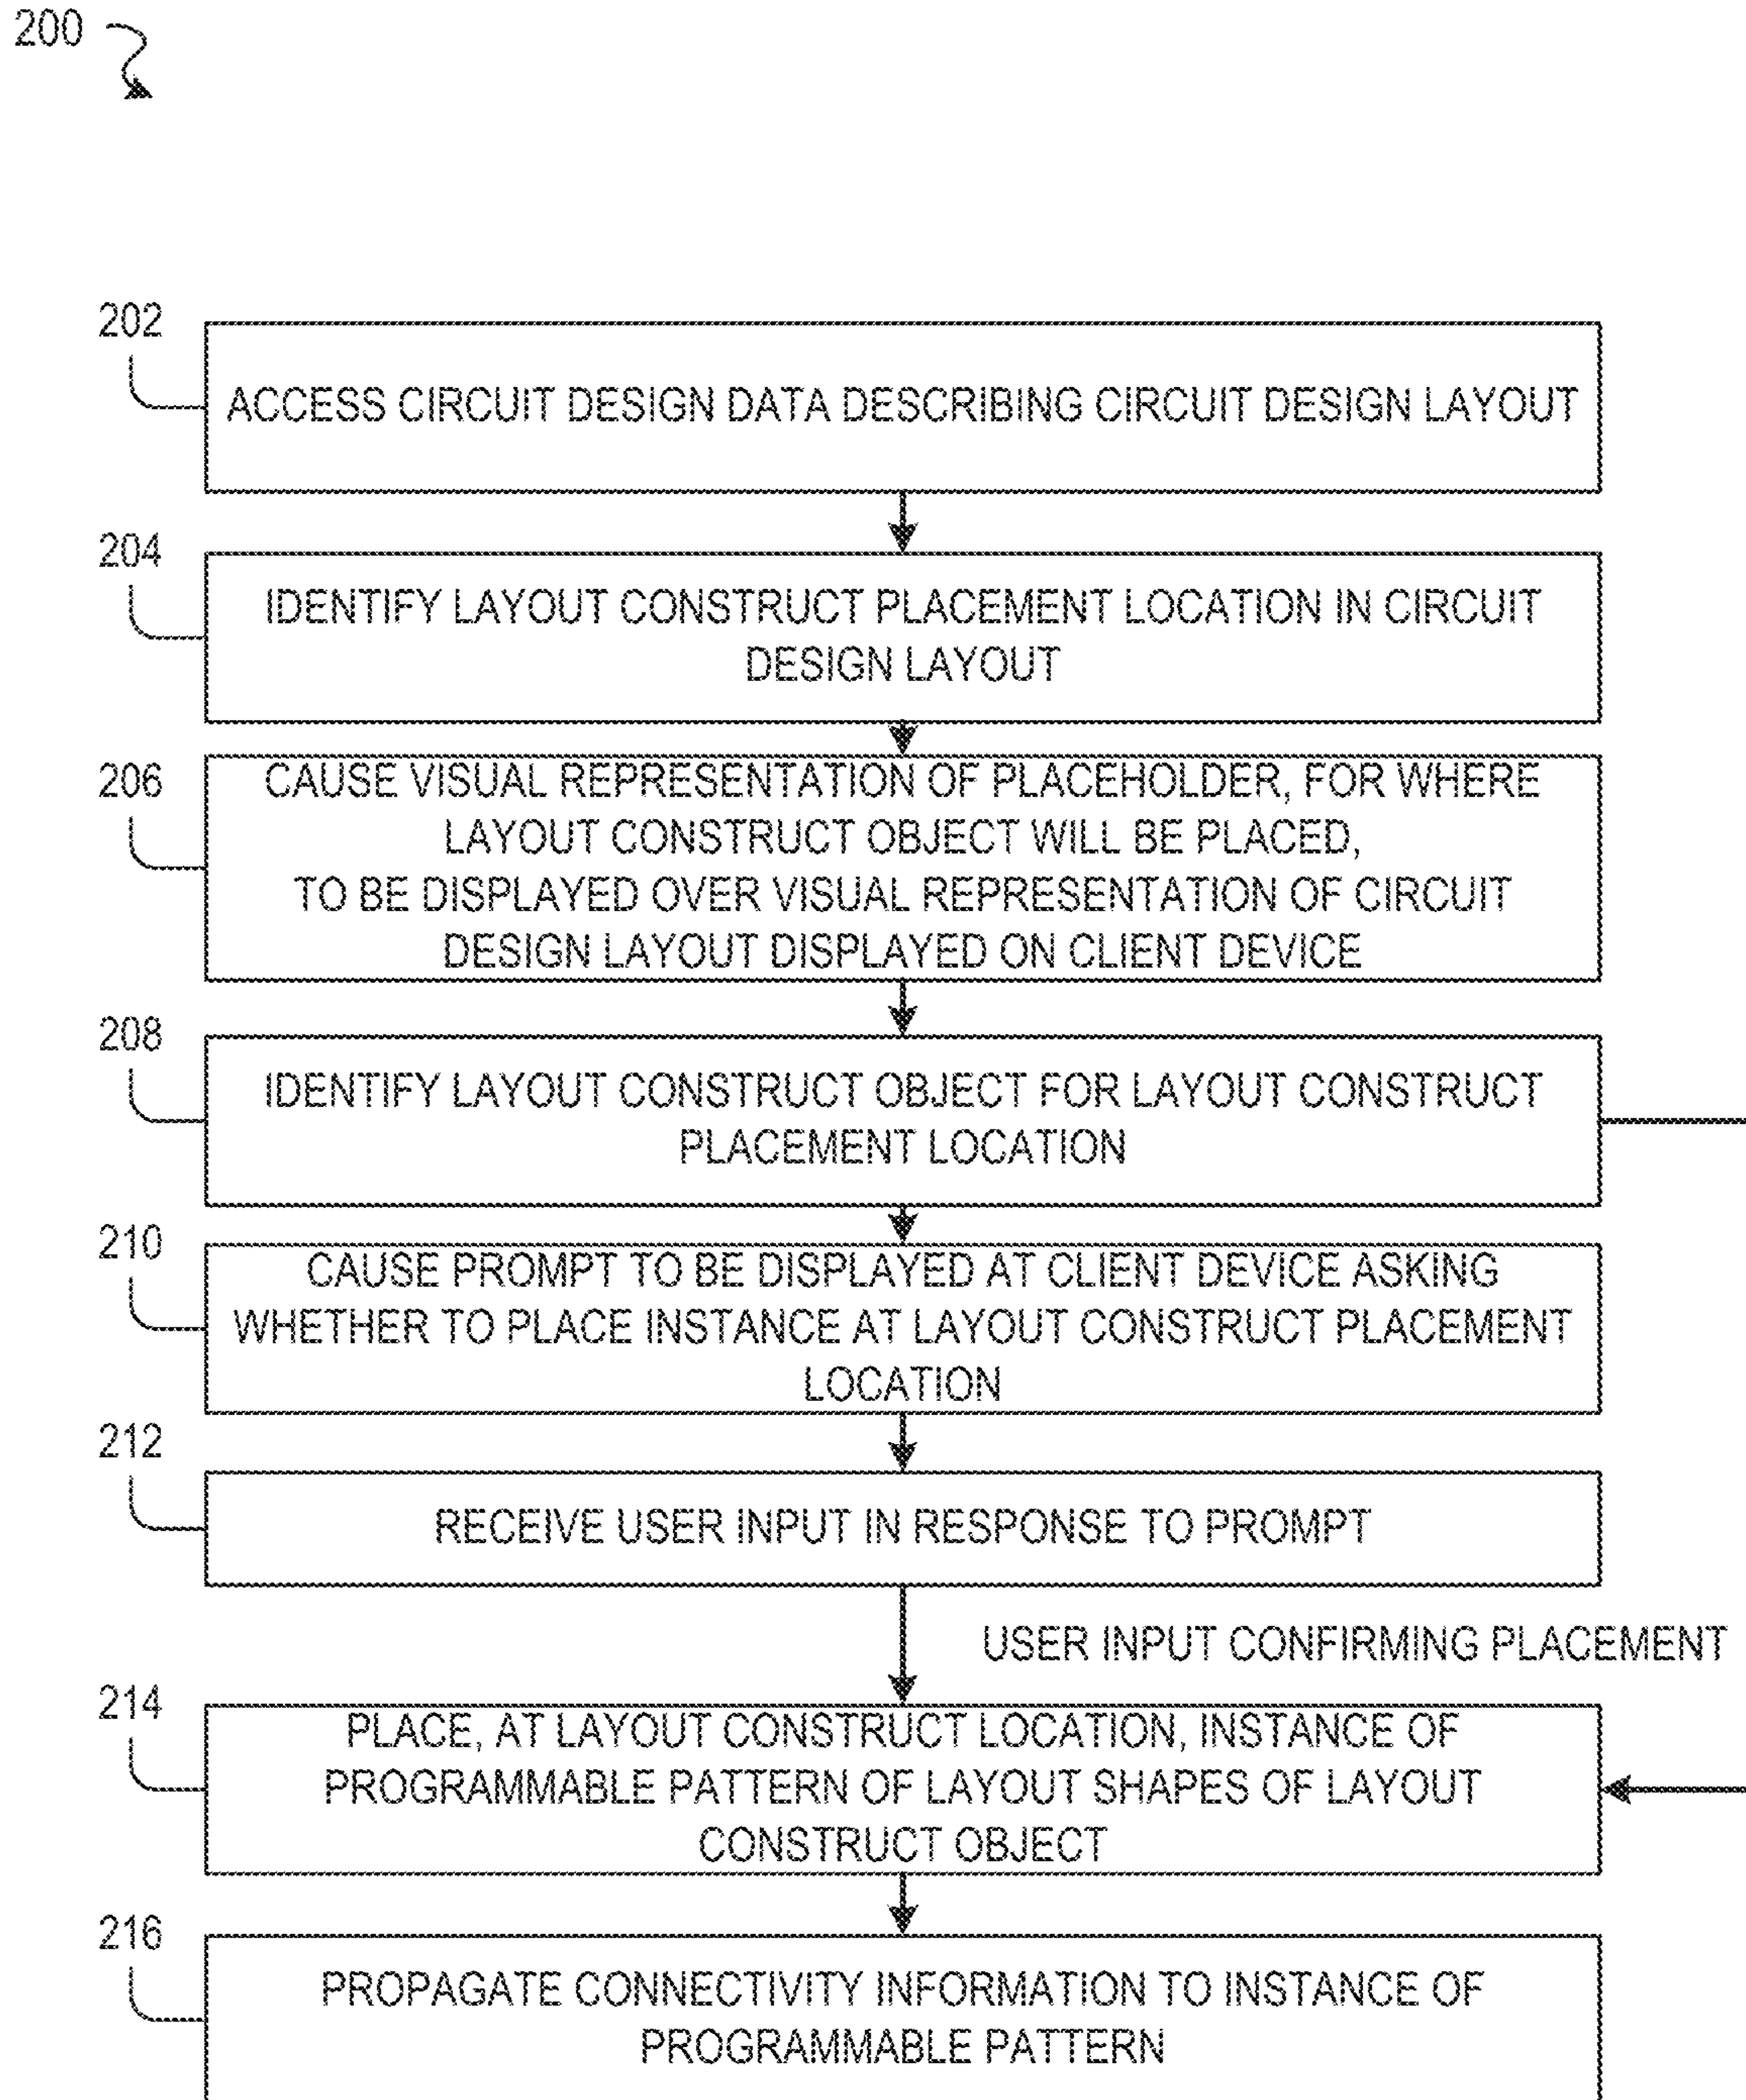 200
202
ACCESS CIRCUIT DESIGN DATA DESCRIBING CIRCUIT DESIGN LAYOUT
204
IDENTIFY LAYOUT CONSTRUCT PLACEMENT LOCATION IN CIRCUIT
DESIGN LAYOUT
206
CAUSE VISUAL REPRESENTATION OF PLACEHOLDER, FOR WHERE
LAYOUT CONSTRUCT OBJECT WILL BE PLACED,
TO BE DISPLAYED OVER VISUAL REPRESENTATION OF CIRCUIT
DESIGN LAYOUT DISPLAYED ON CLIENT DEVICE
208
IDENTIFY LAYOUT CONSTRUCT OBJECT FOR LAYOUT CONSTRUCT
PLACEMENT LOCATION
210
CAUSE PROMPT TO BE DISPLAYED AT CLIENT DEVICE ASKING
WHETHER TO PLACE INSTANCE AT LAYOUT CONSTRUCT PLACEMENT
LOCATION
212
RECEIVE USER INPUT IN RESPONSE TO PROMPT
USER INPUT CONFIRMING PLACEMENT
214
PLACE, AT LAYOUT CONSTRUCT LOCATION, INSTANCE OF
PROGRAMMABLE PATTERN OF LAYOUT SHAPES OF LAYOUT
CONSTRUCT OBJECT
216
PROPAGATE CONNECTIVITY INFORMATION TO INSTANCE OF
PROGRAMMABLE PATTERN